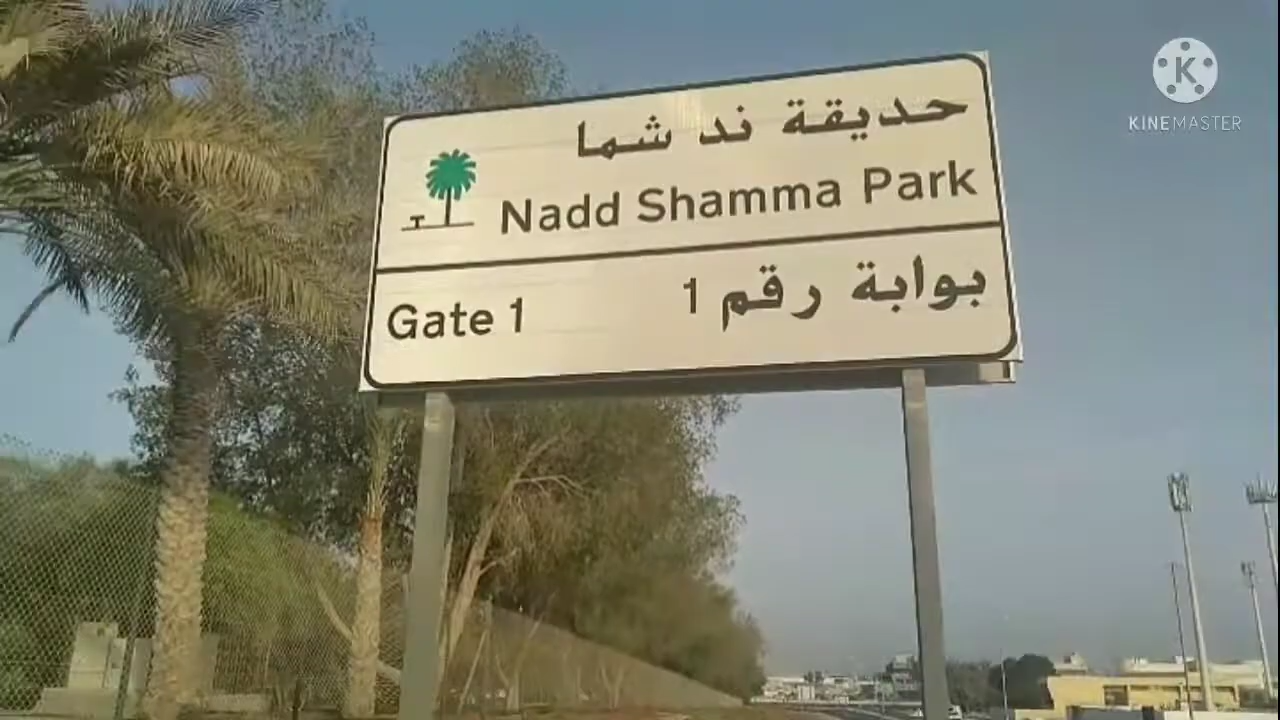 حديقة ند شما
Nadd Shamma Park
بوابة رقم 1
Gate 1
K
KINEMASTER